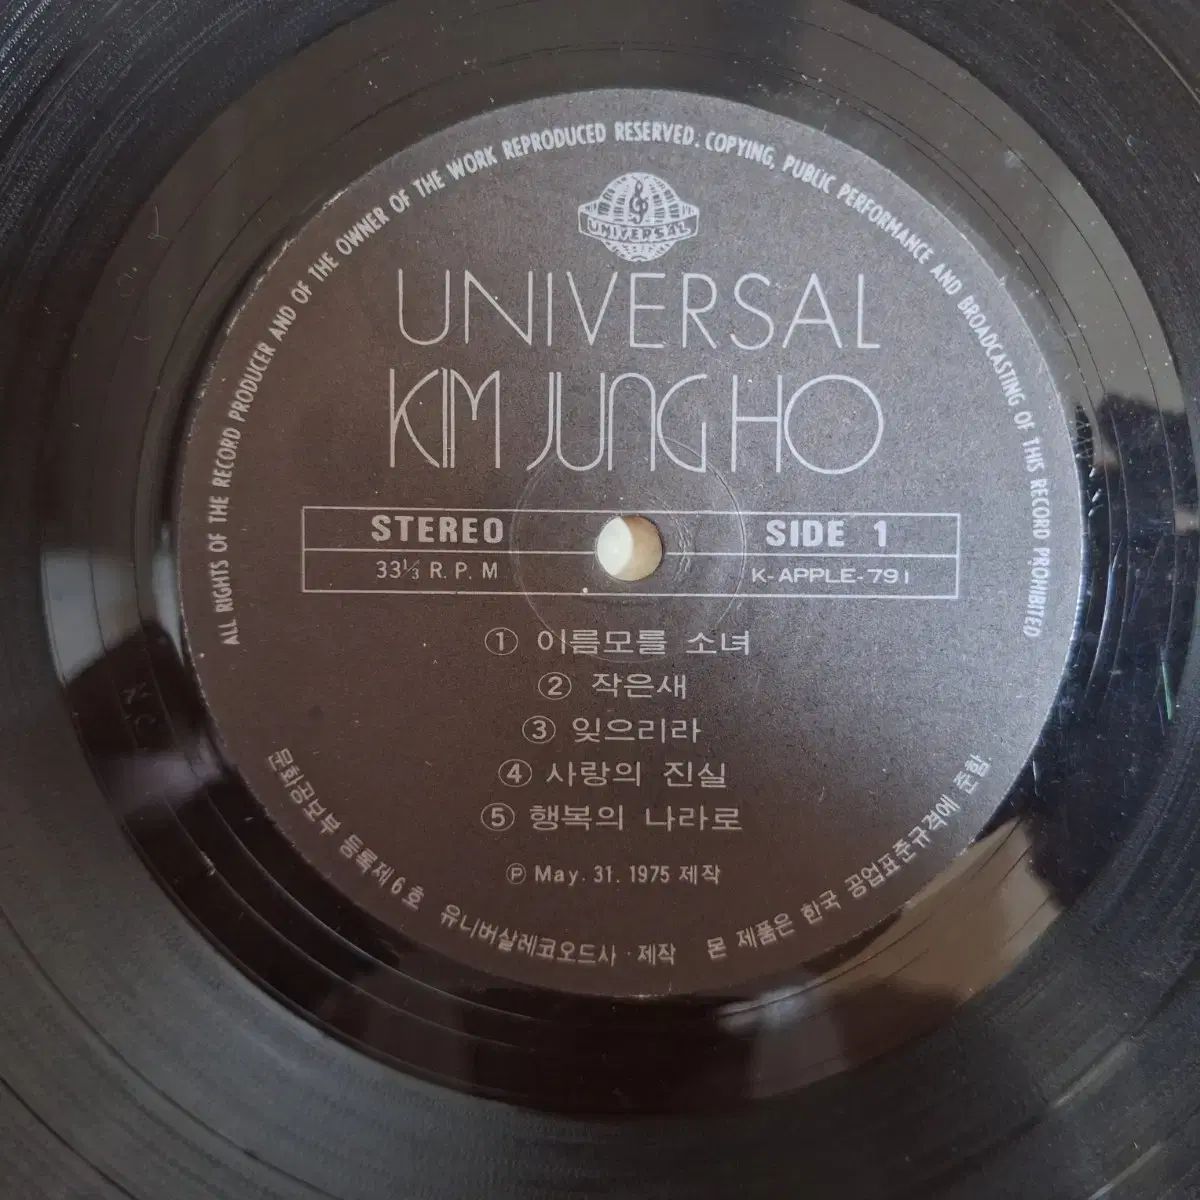 ALL RIGHTS OF THE RECORD PRODUCER AND OF THE OWNER OF THE WORK REPRODUCED RESERVED. COPYING, PUBLIC PERFORMANCE AND BROADCASTING OF THIS RECORD PROHIBITED
UNIVERSAL
UNIVERSAL
KIM JUNG HO
STEREO SIDE 1
33⅓ R.P.M K-APPLE-791
① 이름모를 소녀
② 작은새
③ 잊으리라
④ 사랑의 진실
⑤ 행복의 나라로
Ⓟ May. 31. 1975 제작
문화공보부 등록제6호 유니버살레코오드사·제작 몬 제품은 한국 공업표준규격에 준함